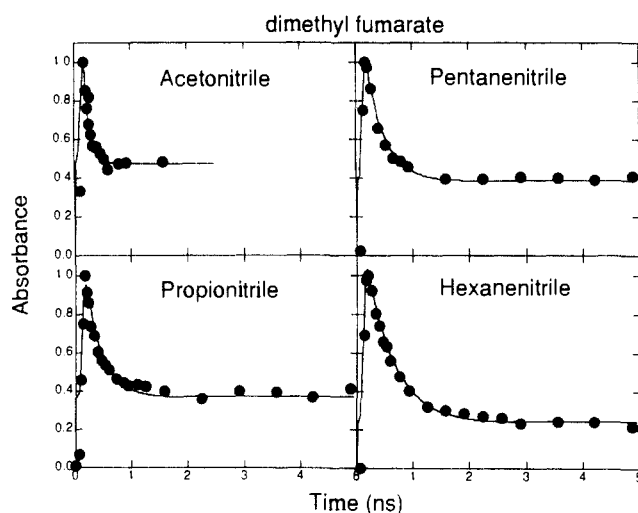 dimethyl fumarate
1 0
0.8
0.6
0.4
0.2
0.0
Acetonitrile
Pentanenitrile
Absorbance
1.0
0.8
0.6
0.4
0.2
0.0
Propionitrile
Hexanenitrile
0 1 2 3 4 1 2 3 4 5
Time (ns)